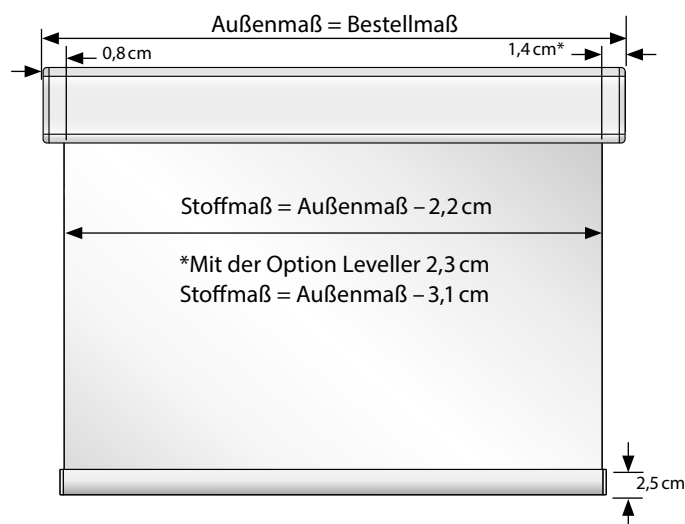 Außenmaß = Bestellmaß
0,8 cm
1,4 cm*
Stoffmaß = Außenmaß – 2,2 cm
*Mit der Option Leveller 2,3 cm
Stoffmaß = Außenmaß – 3,1 cm
2,5 cm